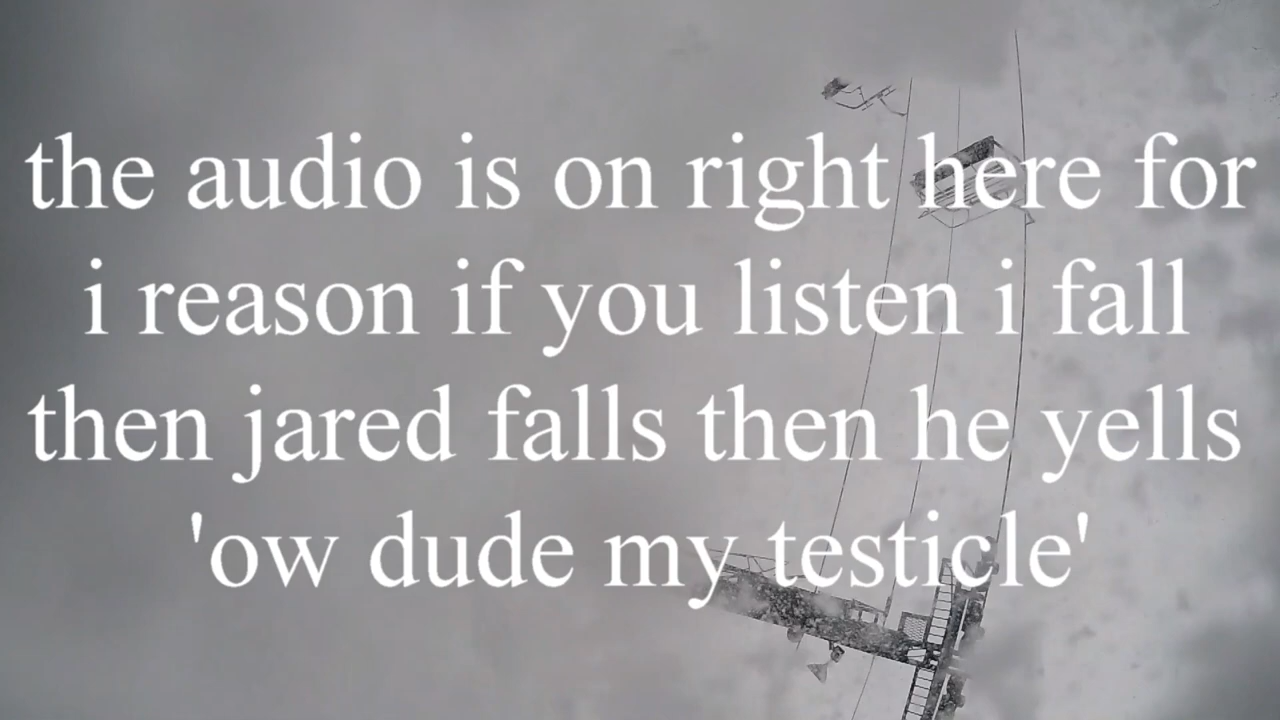 the audio is on right here for
i reason if you listen i fall
then jared falls then he yells
'ow dude my testicle'